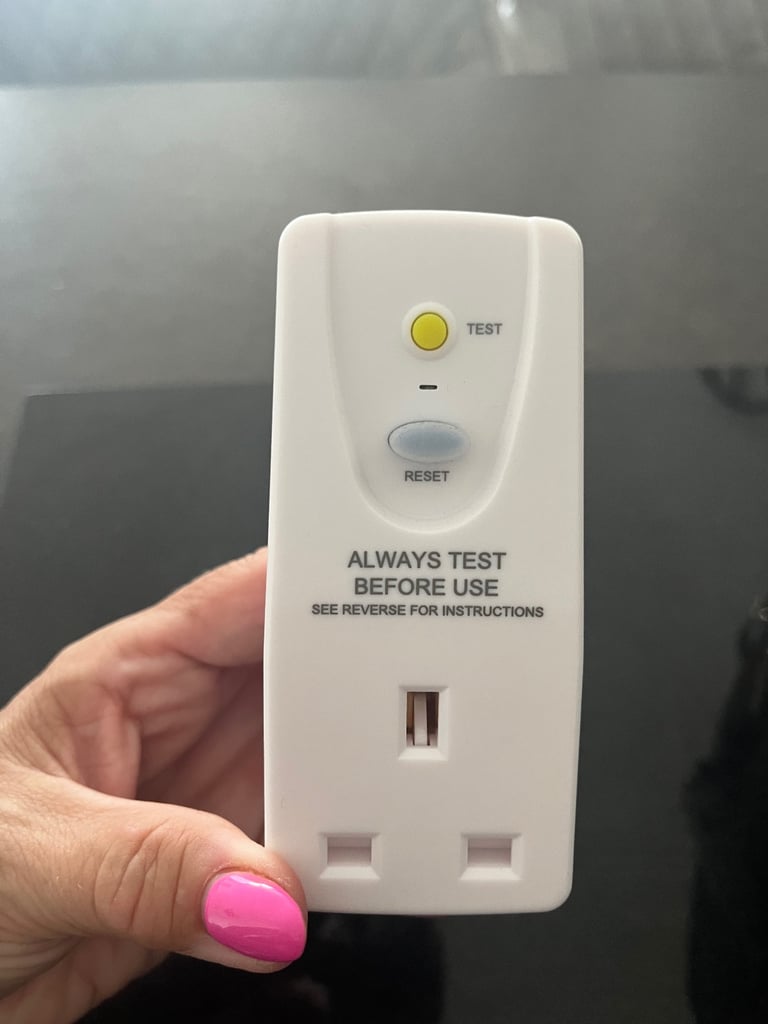 TEST
RESET
ALWAYS TEST
BEFORE USE
SEE REVERSE FOR INSTRUCTIONS